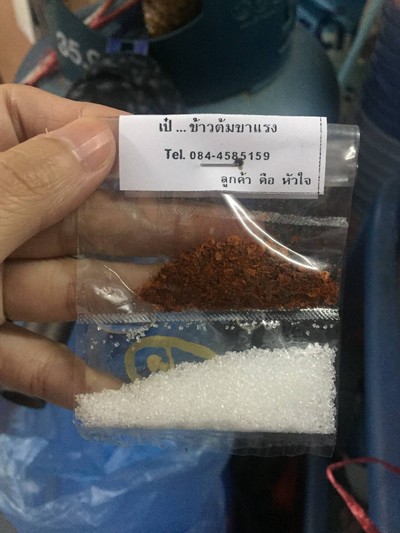 35.
เป๋ ... ข้าวต้มขาแรง
Tel. 084-4585159
ลูกค้า คือ หัวใจ